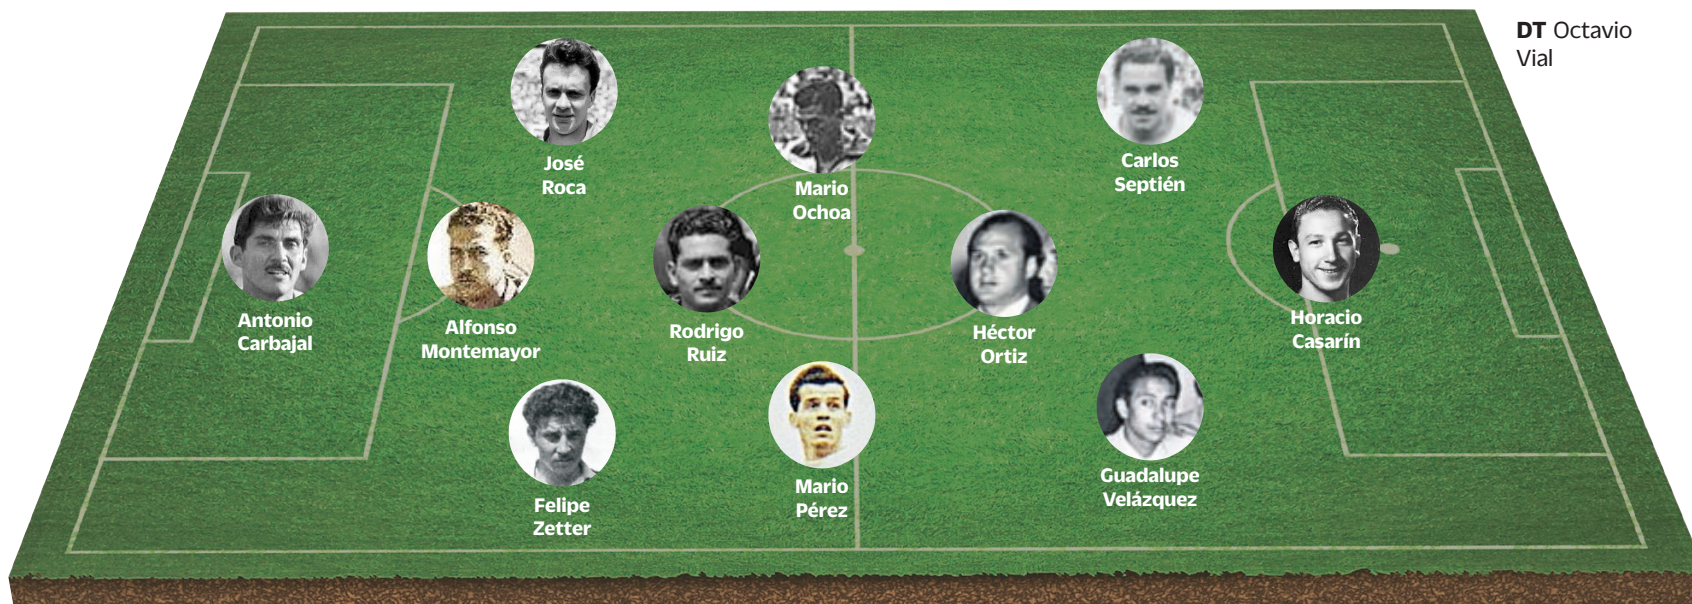 DT Octavio
Vial
José
Roca
Mario
Ochoa
Carlos
Septién
Antonio
Carbajal
Alfonso
Montemayor
Rodrigo
Ruiz
Héctor
Ortiz
Horacio
Casarín
Felipe
Zetter
Mario
Pérez
Guadalupe
Velázquez